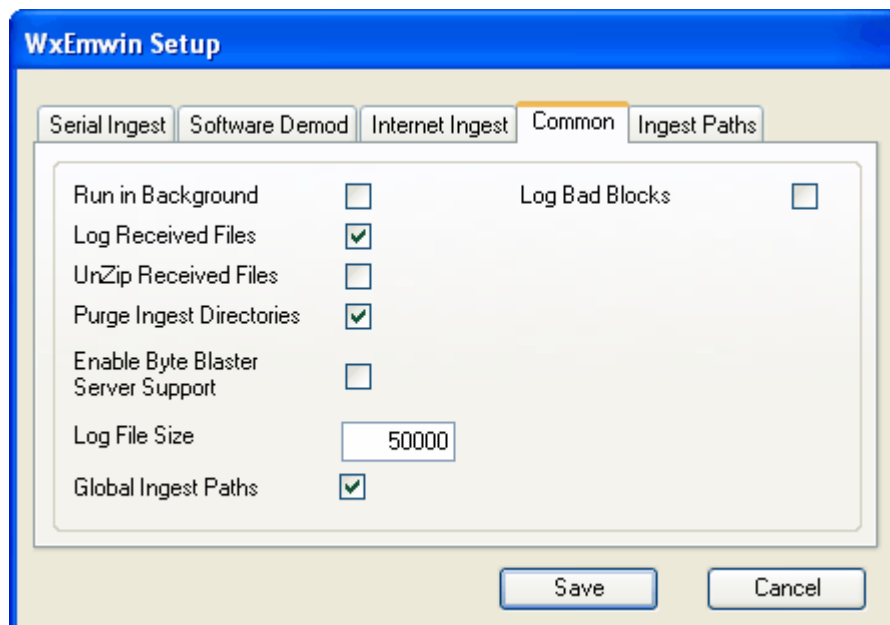 WxEmwin Setup
Serial Ingest Software Demod Internet Ingest Common Ingest Paths
Run in Background Log Bad Blocks
Log Received Files
UnZip Received Files
Purge Ingest Directories
Enable Byte Blaster
Server Support
Log File Size 50000
Global Ingest Paths
Save Cancel